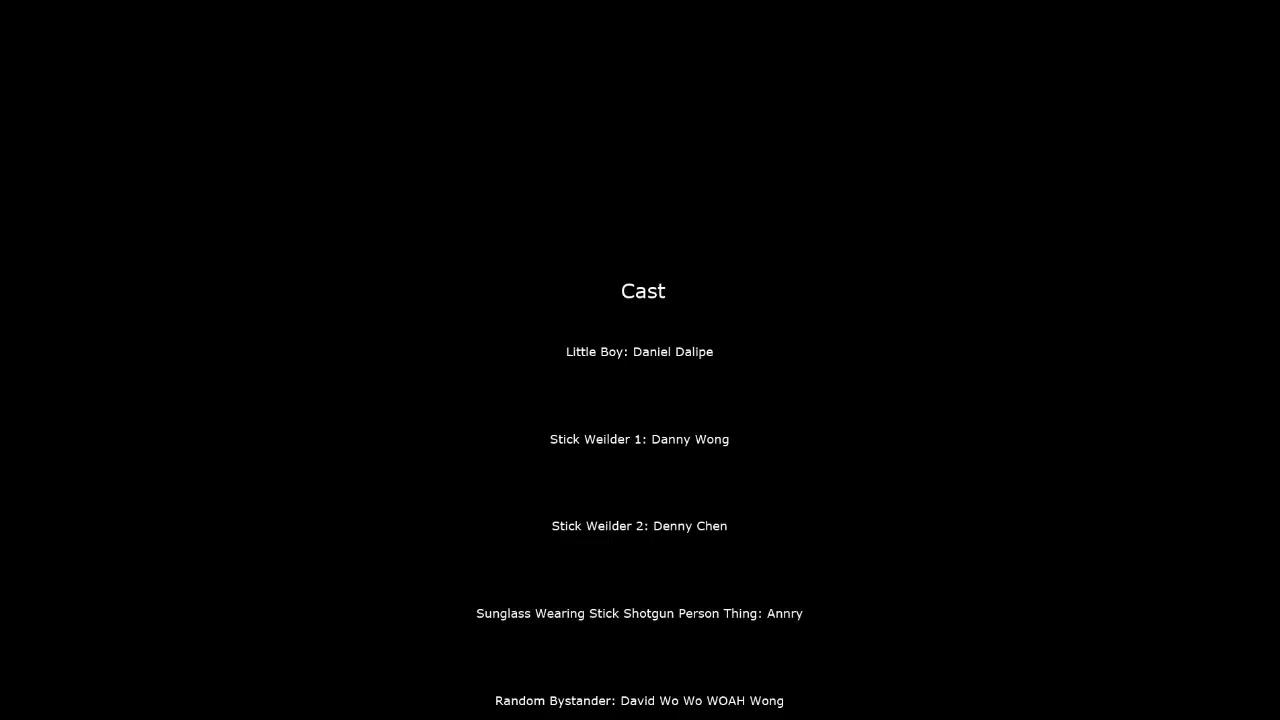 Cast
Little Boy: Daniel Dalipe
Stick Weilder 1: Danny Wong
Stick Weilder 2: Denny Chen
Sunglass Wearing Stick Shotgun Person Thing: Annry
Random Bystander: David Wo Wo WOAH Wong